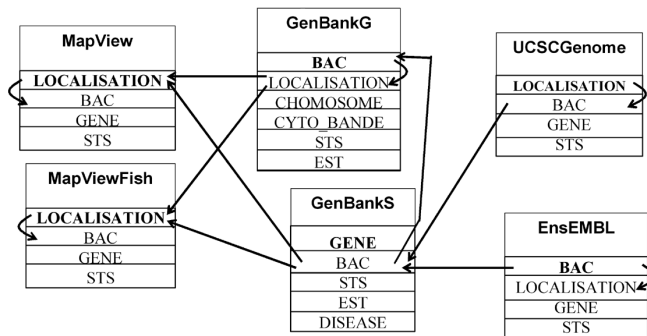 MapView
LOCALISATION
BAC
GENE
STS
GenBankG
BAC
LOCALISATION
CHOMOSOME
CYTO_BANDE
STS
EST
UCSCGenome
LOCALISATION
BAC
GENE
STS
MapViewFish
LOCALISATION
BAC
GENE
STS
GenBankS
GENE
BAC
STS
EST
DISEASE
EnsEMBL
BAC
LOCALISATION
GENE
STS